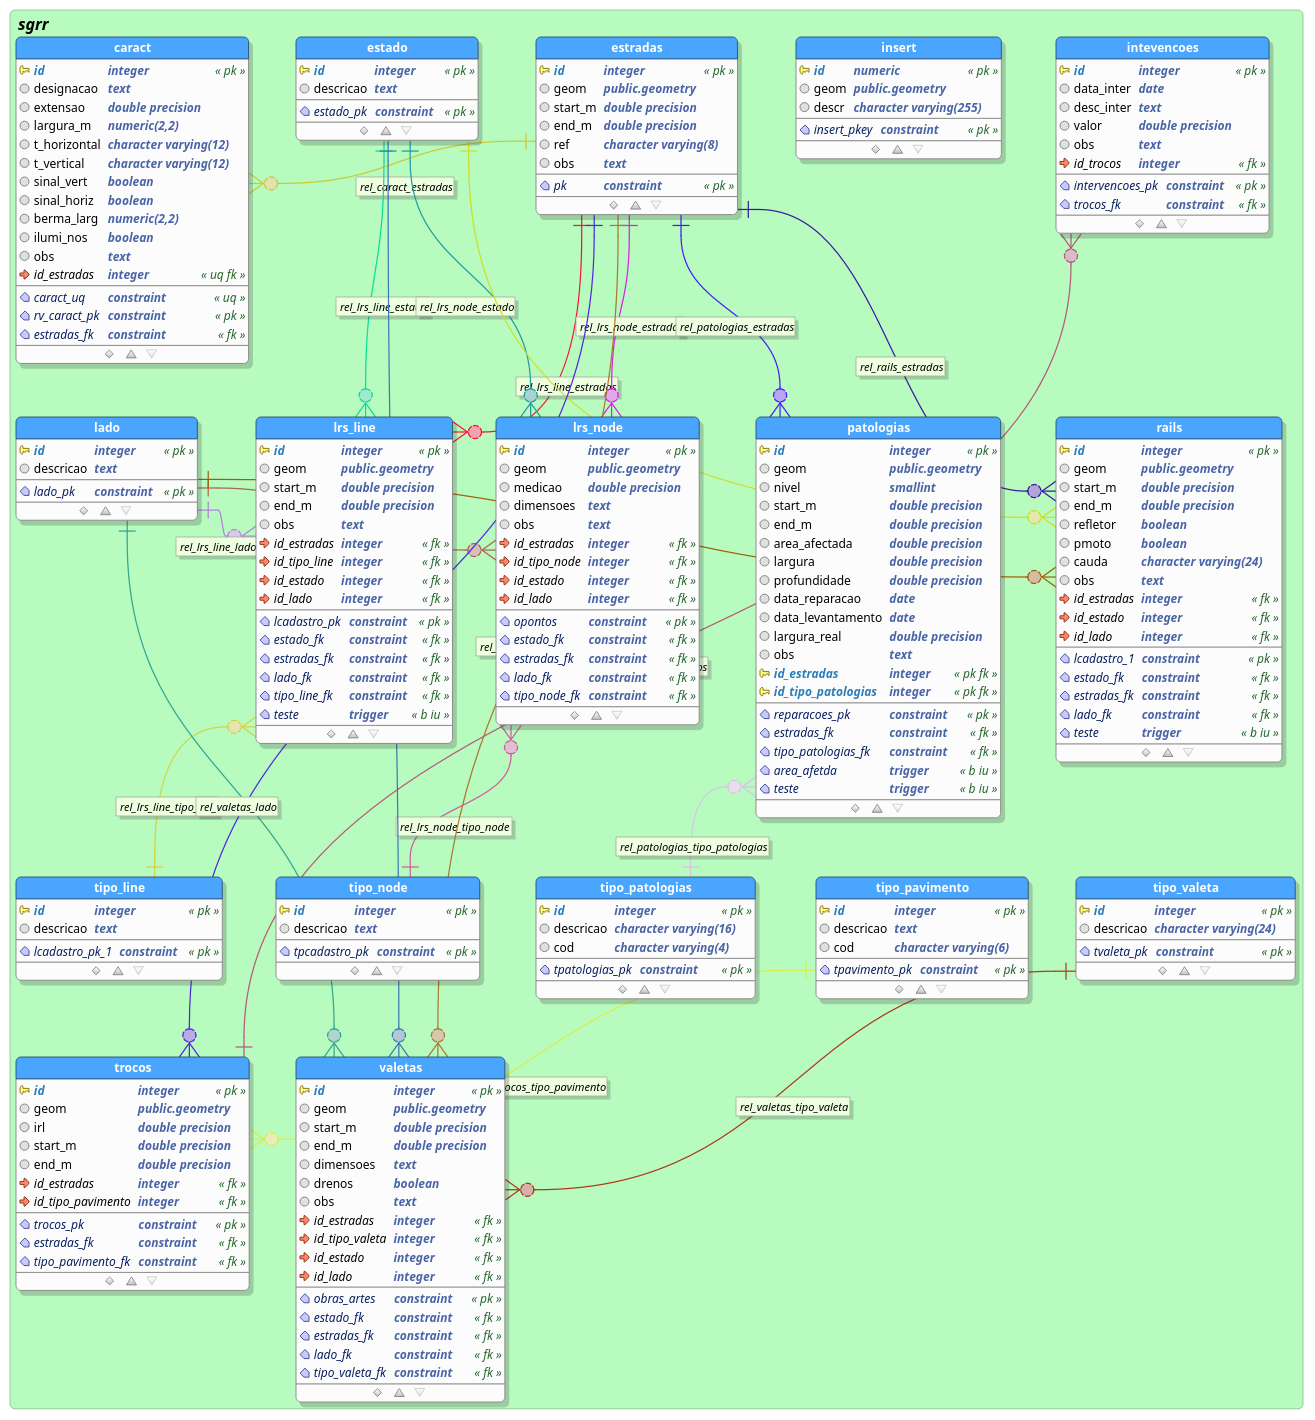 sgrr
caract
id integer « pk »
designacao text
extensao double precision
largura_m numeric(2,2)
t_horizontal character varying(12)
t_vertical character varying(12)
sinal_vert boolean
sinal_horiz boolean
berma_larg numeric(2,2)
ilumi_nos boolean
obs text
id_estradas integer « uq fk »
caract_uq constraint « uq »
rv_caract_pk constraint « pk »
estradas_fk constraint « fk »
estado
id integer « pk »
descricao text
estado_pk constraint « pk »
estradas
id integer « pk »
geom public.geometry
start_m double precision
end_m double precision
ref character varying(8)
obs text
pk constraint « pk »
insert
id numeric « pk »
geom public.geometry
descr character varying(255)
insert_pkey constraint « pk »
intevencoes
id integer « pk »
data_inter date
desc_inter text
valor double precision
obs text
id_trocos integer « fk »
intervencoes_pk constraint « pk »
trocos_fk constraint « fk »
rel_caract_estradas
rel_lrs_line_esta
rel_lrs_node_estado
rel_lrs_node_estrada
rel_patologias_estradas
rel_rails_estradas
rel_lrs_line_estradas
lado
id integer « pk »
descricao text
lado_pk constraint « pk »
rel_lrs_line_lado
lrs_line
id integer « pk »
geom public.geometry
start_m double precision
end_m double precision
obs text
id_estradas integer « fk »
id_tipo_line integer « fk »
id_estado integer « fk »
id_lado integer « fk »
lcadastro_pk constraint « pk »
estado_fk constraint « fk »
estradas_fk constraint « fk »
lado_fk constraint « fk »
tipo_line_fk constraint « fk »
teste trigger « b iu »
rel_
lrs_node
id integer « pk »
geom public.geometry
medicao double precision
dimensoes text
obs text
id_estradas integer « fk »
id_tipo_node integer « fk »
id_estado integer « fk »
id_lado integer « fk »
opontos constraint « pk »
estado_fk constraint « fk »
estradas_fk constraint « fk »
lado_fk constraint « fk »
tipo_node_fk constraint « fk »
os
patologias
id integer « pk »
geom public.geometry
nivel smallint
start_m double precision
end_m double precision
area_afectada double precision
largura double precision
profundidade double precision
data_reparacao date
data_levantamento date
largura_real double precision
obs text
id_estradas integer « pk fk »
id_tipo_patologias integer « pk fk »
reparacoes_pk constraint « pk »
estradas_fk constraint « fk »
tipo_patologias_fk constraint « fk »
area_afetda trigger « b iu »
teste trigger « b iu »
rails
id integer « pk »
geom public.geometry
start_m double precision
end_m double precision
refletor boolean
pmoto boolean
cauda character varying(24)
obs text
id_estradas integer « fk »
id_estado integer « fk »
id_lado integer « fk »
lcadastro_1 constraint « pk »
estado_fk constraint « fk »
estradas_fk constraint « fk »
lado_fk constraint « fk »
teste trigger « b iu »
rel_lrs_line_tipo_
rel_valetas_lado
rel_lrs_node_tipo_node
rel_patologias_tipo_patologias
tipo_line
id integer « pk »
descricao text
lcadastro_pk_1 constraint « pk »
tipo_node
id integer « pk »
descricao text
tpcadastro_pk constraint « pk »
tipo_patologias
id integer « pk »
descricao character varying(16)
cod character varying(4)
tpatologias_pk constraint « pk »
tipo_pavimento
id integer « pk »
descricao text
cod character varying(6)
tpavimento_pk constraint « pk »
tipo_valeta
id integer « pk »
descricao character varying(24)
tvaleta_pk constraint « pk »
trocos
id integer « pk »
geom public.geometry
irl double precision
start_m double precision
end_m double precision
id_estradas integer « fk »
id_tipo_pavimento integer « fk »
trocos_pk constraint « pk »
estradas_fk constraint « fk »
tipo_pavimento_fk constraint « fk »
valetas
id integer « pk »
geom public.geometry
start_m double precision
end_m double precision
dimensoes text
drenos boolean
obs text
id_estradas integer « fk »
id_tipo_valeta integer « fk »
id_estado integer « fk »
id_lado integer « fk »
obras_artes constraint « pk »
estado_fk constraint « fk »
estradas_fk constraint « fk »
lado_fk constraint « fk »
tipo_valeta_fk constraint « fk »
ocos_tipo_pavimento
rel_valetas_tipo_valeta